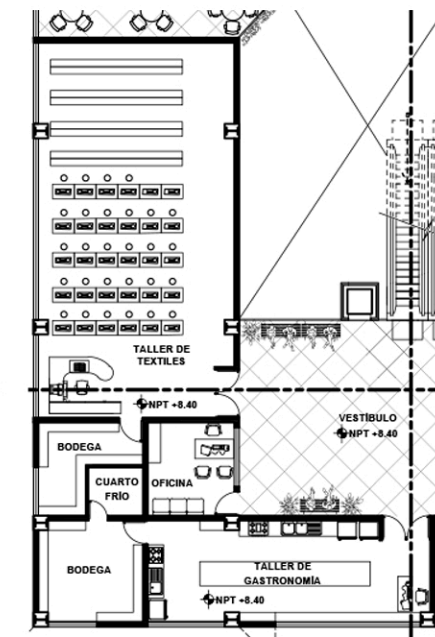 TALLER DE
TEXTILES
NPT +8.40
VESTÍBULO
NPT +8.40
BODEGA
CUARTO
FRÍO
OFICINA
BODEGA
TALLER DE
GASTRONOMÍA
NPT +8.40